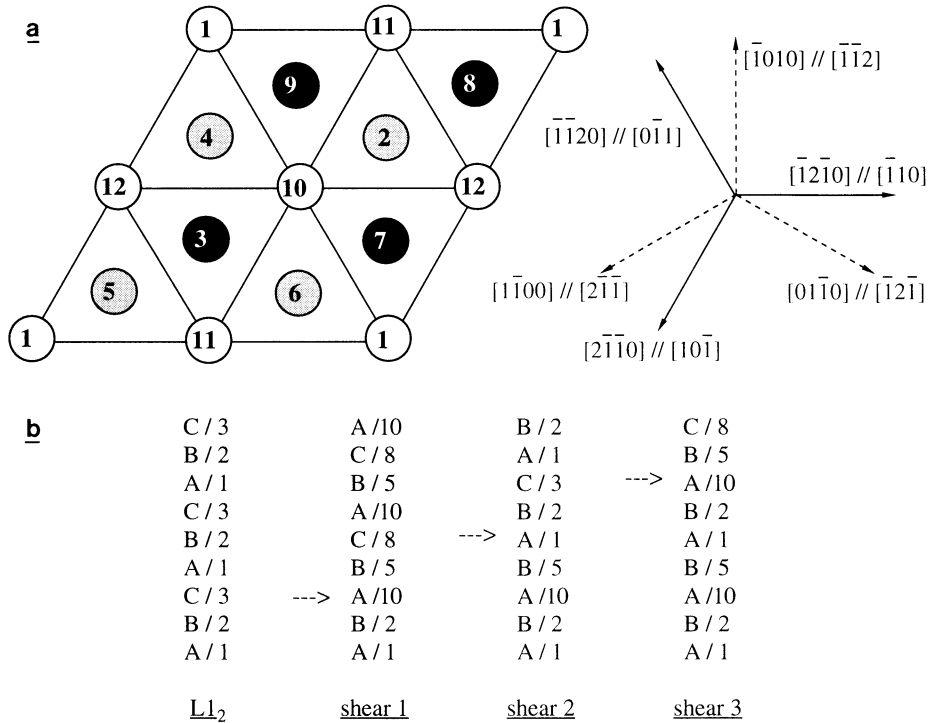 a
1 11 1
9 8
[1̄010] // [1̄1̄2]
4 2
[1̄1̄20] // [01̄1]
12 10 12
[1̄21̄0] // [1̄10]
3 7
5 6
[11̄00] // [21̄1̄]
[011̄0] // [1̄21̄]
1 11 1
[21̄1̄0] // [101̄]
b
C / 3 A /10 B / 2 C / 8
B / 2 C / 8 A / 1 B / 5
A / 1 B / 5 C / 3 ---> A /10
C / 3 A /10 B / 2 B / 2
B / 2 C / 8 ---> A / 1 A / 1
A / 1 B / 5 B / 5 B / 5
C / 3 ---> A /10 A /10 A /10
B / 2 B / 2 B / 2 B / 2
A / 1 A / 1 A / 1 A / 1
L1₂ shear 1 shear 2 shear 3